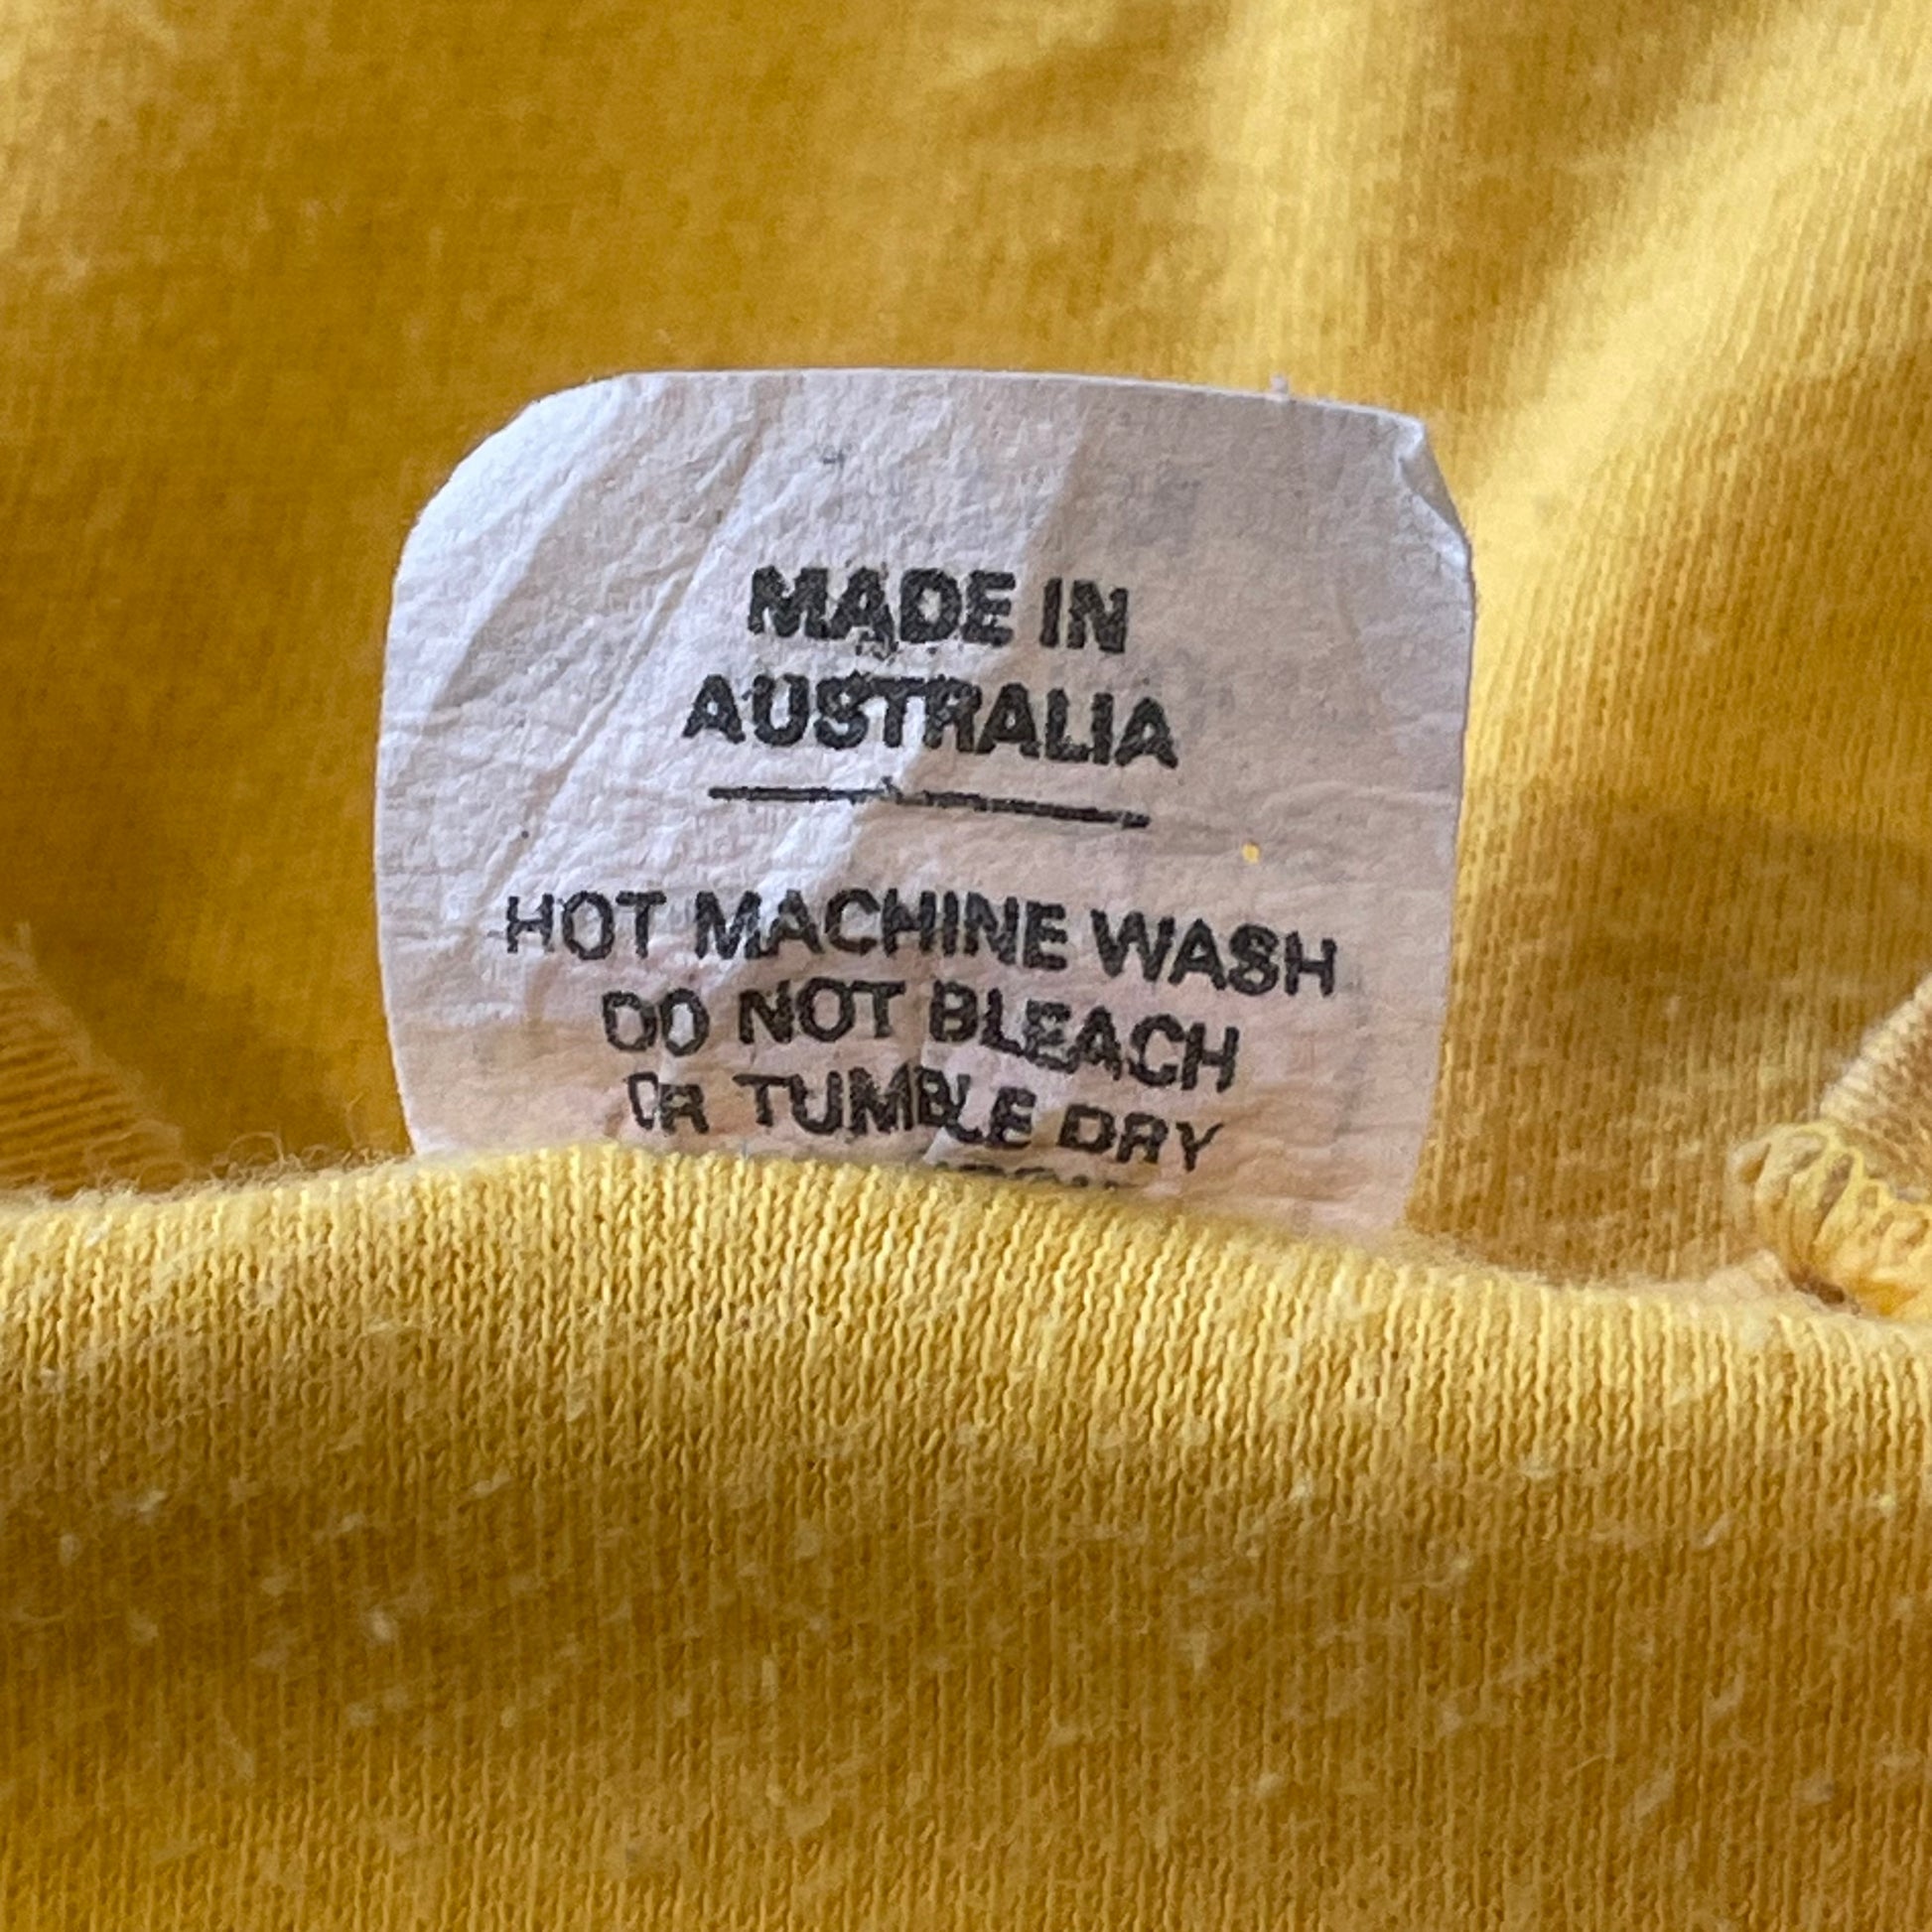 MADE IN
AUSTRALIA
HOT MACHINE WASH
DO NOT BLEACH
OR TUMBLE DRY